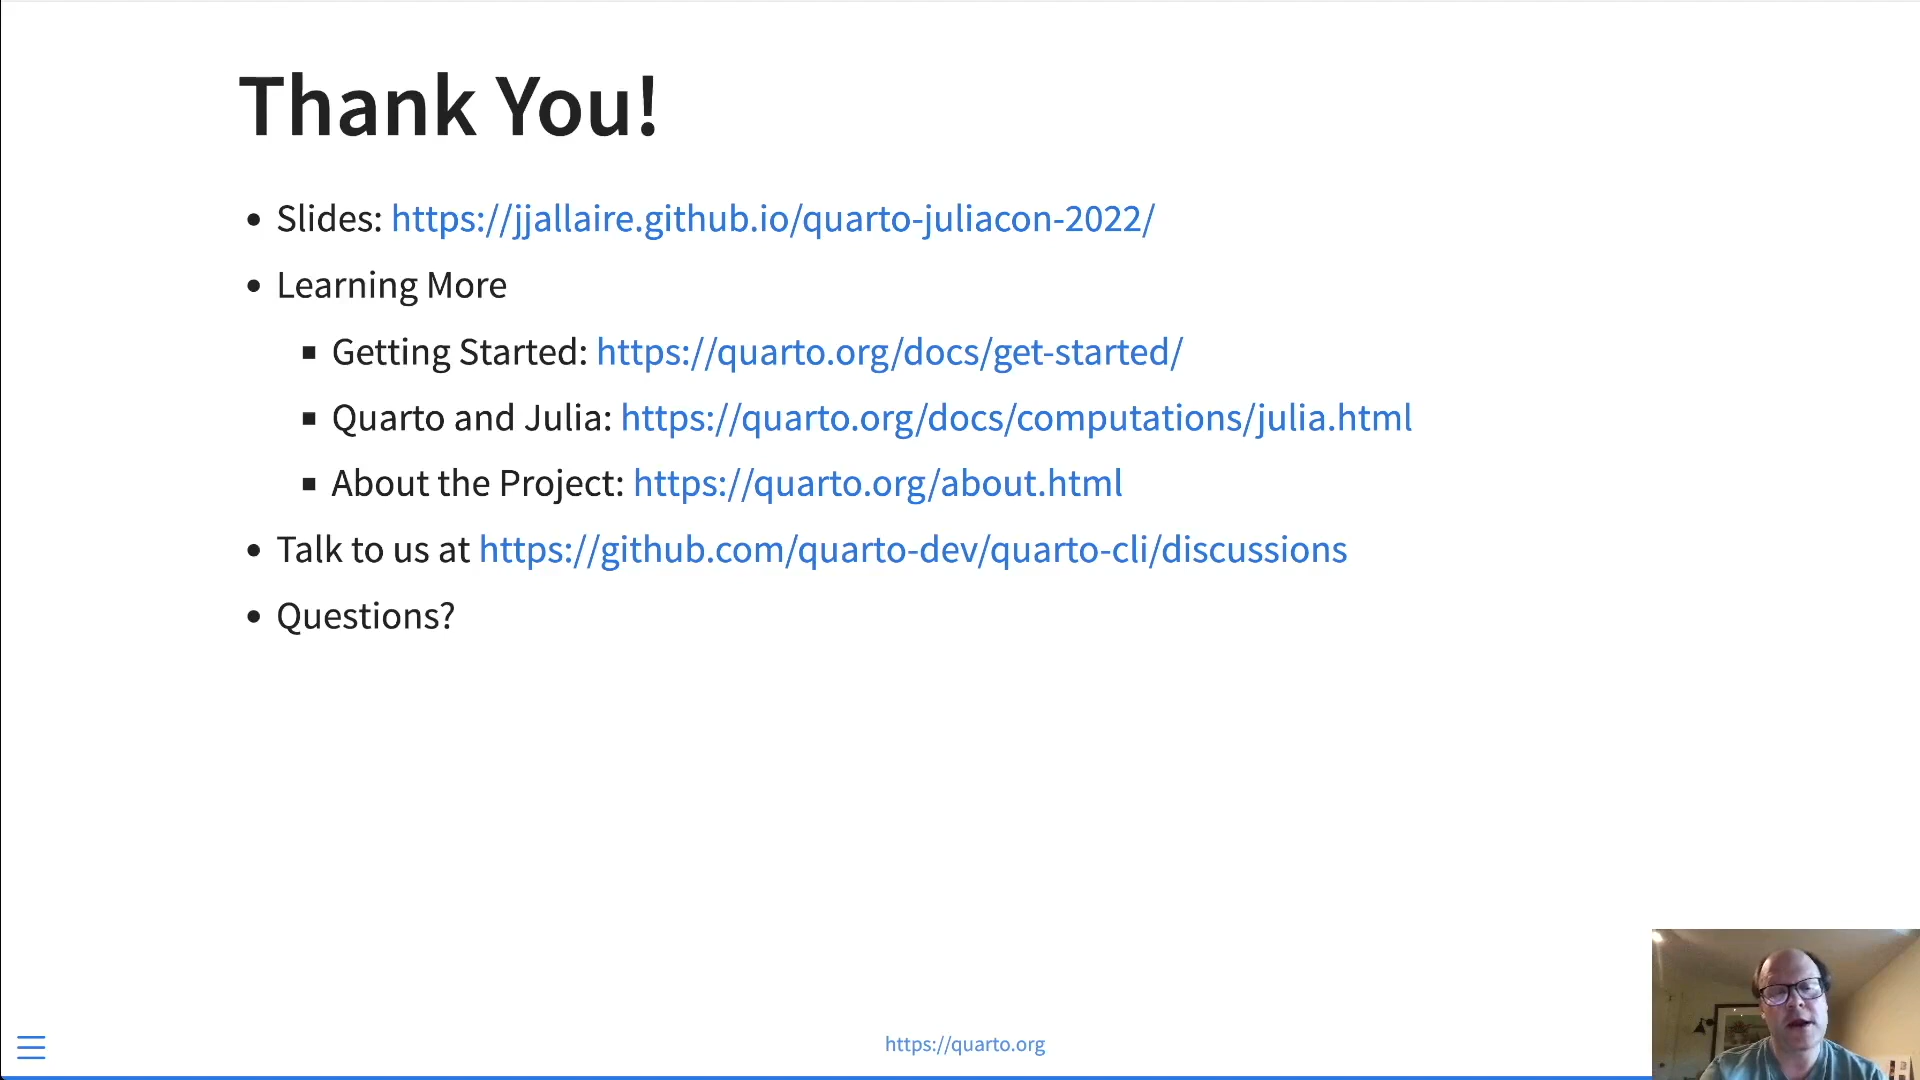 Thank You!
Slides: https://jjallaire.github.io/quarto-juliacon-2022/
Learning More
Getting Started: https://quarto.org/docs/get-started/
Quarto and Julia: https://quarto.org/docs/computations/julia.html
About the Project: https://quarto.org/about.html
Talk to us at https://github.com/quarto-dev/quarto-cli/discussions
Questions?
https://quarto.org